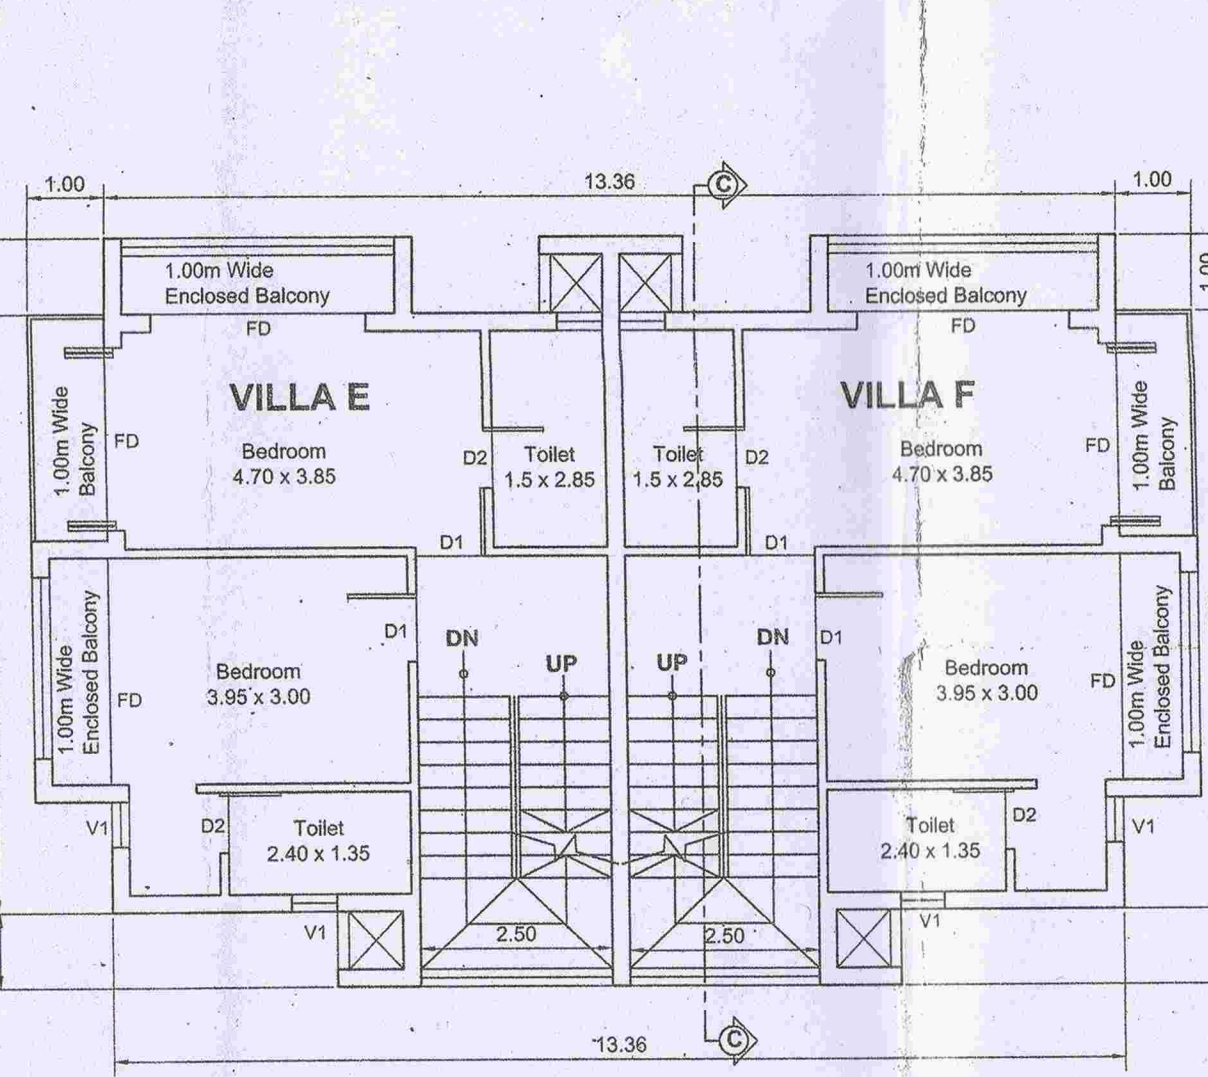 1.00
13.36
C
1.00
1.00m Wide
Enclosed Balcony
1.00m Wide
Enclosed Balcony
1.00
FD
FD
VILLA E
VILLA F
1.00m Wide
Balcony
FD
Bedroom
4.70 x 3.85
D2
Toilet
1.5 x 2.85
Toilet
1.5 x 2.85
D2
Bedroom
4.70 x 3.85
FD
1.00m Wide
Balcony
D1
D1
1.00m Wide
Enclosed Balcony
FD
Bedroom
3.95 x 3.00
D1
DN
UP
UP
DN
D1
Bedroom
3.95 x 3.00
FD
1.00m Wide
Enclosed Balcony
V1
D2
Toilet
2.40 x 1.35
Toilet
2.40 x 1.35
D2
V1
V1
2.50
2.50
V1
13.36
C